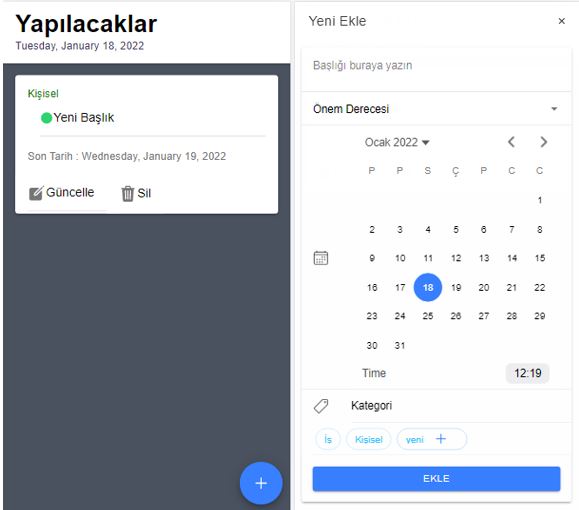 Yapılacaklar
Tuesday, January 18, 2022
Kişisel
Yeni Başlık
Son Tarih : Wednesday, January 19, 2022
Güncelle Sil
Yeni Ekle ×
Başlığı buraya yazın
Önem Derecesi
Ocak 2022
P P S Ç P C C
1
2 3 4 5 6 7 8
9 10 11 12 13 14 15
16 17 18 19 20 21 22
23 24 25 26 27 28 29
30 31
Time 12:19
Kategori
İs Kişisel yeni +
EKLE